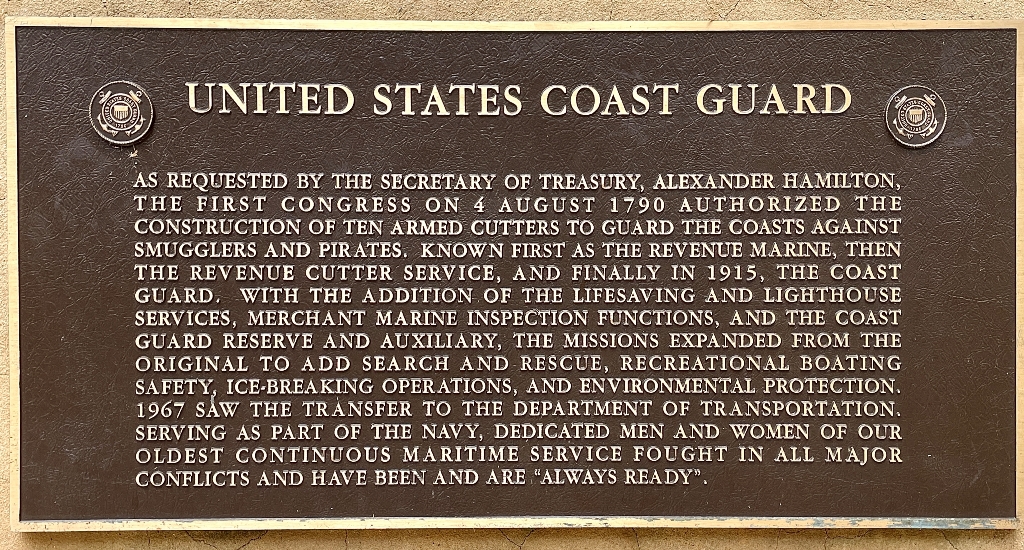 UNITED STATES COAST GUARD
AS REQUESTED BY THE SECRETARY OF TREASURY, ALEXANDER HAMILTON,
THE FIRST CONGRESS ON 4 AUGUST 1790 AUTHORIZED THE
CONSTRUCTION OF TEN ARMED CUTTERS TO GUARD THE COASTS AGAINST
SMUGGLERS AND PIRATES. KNOWN FIRST AS THE REVENUE MARINE, THEN
THE REVENUE CUTTER SERVICE, AND FINALLY IN 1915, THE COAST
GUARD. WITH THE ADDITION OF THE LIFESAVING AND LIGHTHOUSE
SERVICES, MERCHANT MARINE INSPECTION FUNCTIONS, AND THE COAST
GUARD RESERVE AND AUXILIARY, THE MISSIONS EXPANDED FROM THE
ORIGINAL TO ADD SEARCH AND RESCUE, RECREATIONAL BOATING
SAFETY, ICE-BREAKING OPERATIONS, AND ENVIRONMENTAL PROTECTION.
1967 SAW THE TRANSFER TO THE DEPARTMENT OF TRANSPORTATION.
SERVING AS PART OF THE NAVY, DEDICATED MEN AND WOMEN OF OUR
OLDEST CONTINUOUS MARITIME SERVICE FOUGHT IN ALL MAJOR
CONFLICTS AND HAVE BEEN AND ARE “ALWAYS READY”.